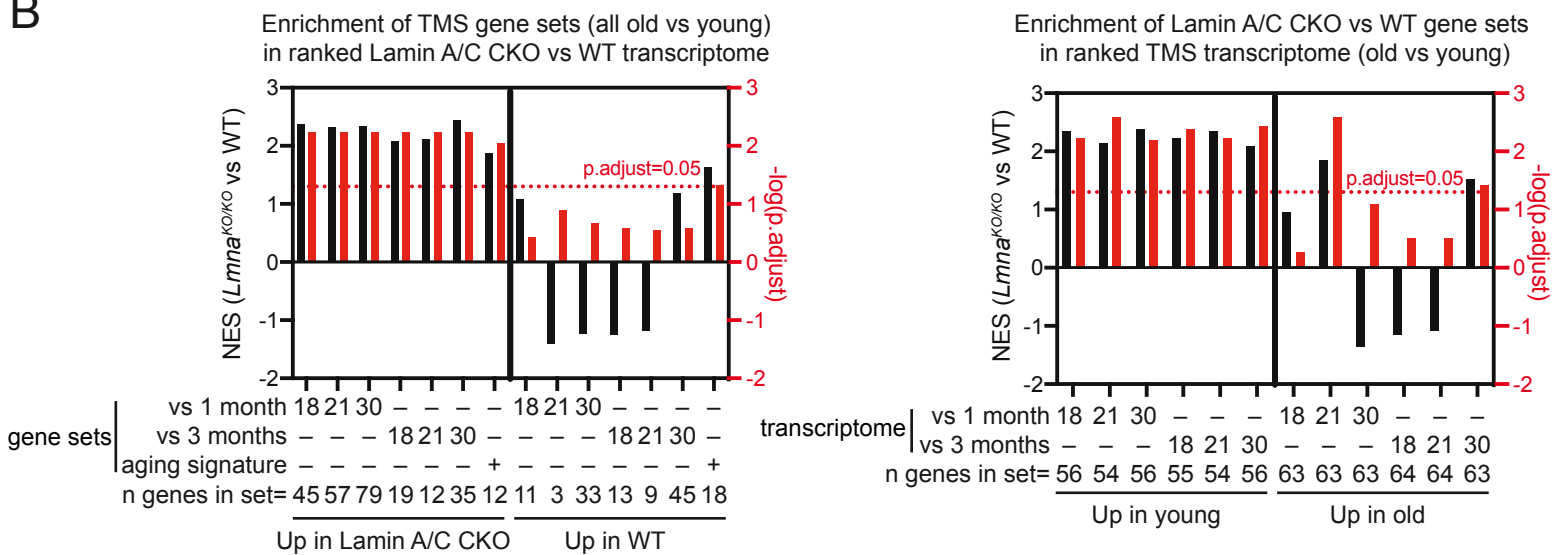 B
Enrichment of TMS gene sets (all old vs young)
in ranked Lamin A/C CKO vs WT transcriptome
3
2
1
0
-1
-2
NES (LmnaKO/KO vs WT)
p.adjust=0.05
3
2
1
0
-1
-2
-log(p.adjust)
gene sets
vs 1 month 18 21 30 – – – – 18 21 30 – – – –
vs 3 months – – – 18 21 30 – – – – 18 21 30 –
aging signature – – – – – – + – – – – – – +
n genes in set= 45 57 79 19 12 35 12 11 3 33 13 9 45 18
Up in Lamin A/C CKO Up in WT
Enrichment of Lamin A/C CKO vs WT gene sets
in ranked TMS transcriptome (old vs young)
3
2
1
0
-1
-2
NES (LmnaKO/KO vs WT)
p.adjust=0.05
3
2
1
0
-1
-2
-log(p.adjust)
transcriptome
vs 1 month 18 21 30 – – – 18 21 30 – – –
vs 3 months – – – 18 21 30 – – – 18 21 30
n genes in set= 56 54 56 55 54 56 63 63 63 64 64 63
Up in young Up in old